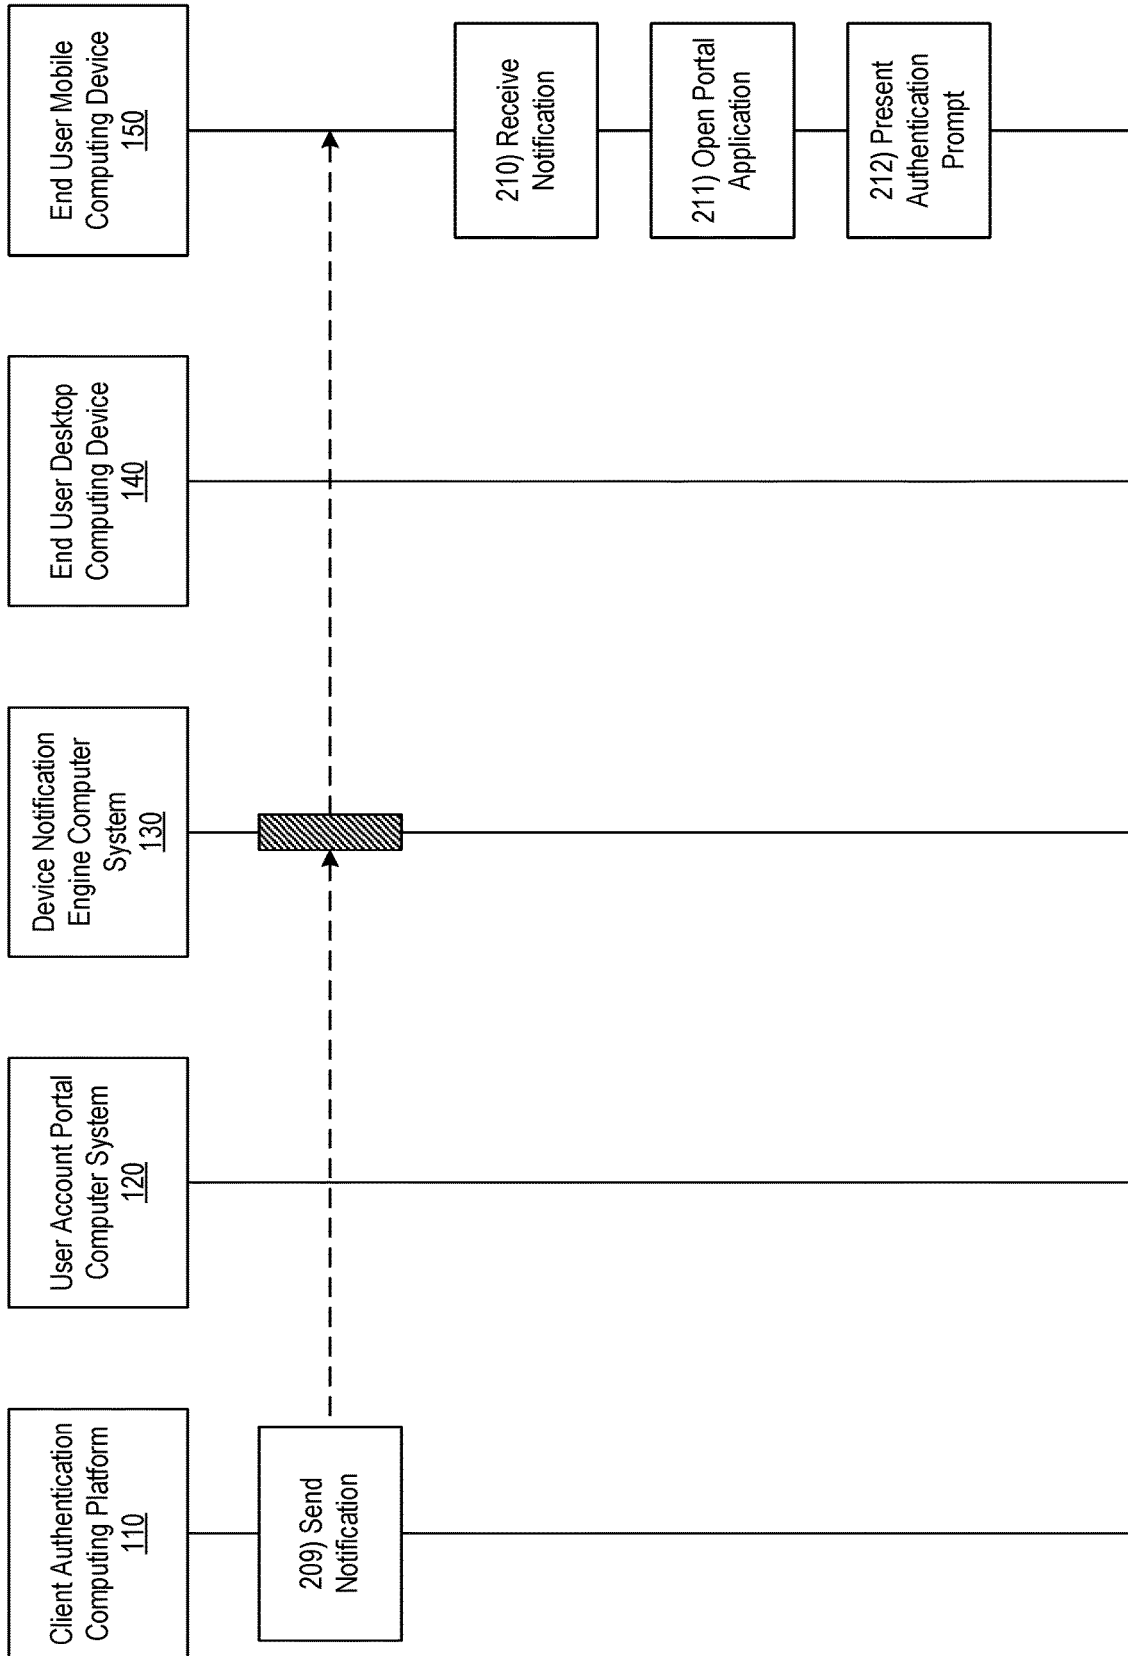 Client Authentication
Computing Platform
110
User Account Portal
Computer System
120
Device Notification
Engine Computer
System
130
End User Desktop
Computing Device
140
End User Mobile
Computing Device
150
209) Send
Notification
210) Receive
Notification
211) Open Portal
Application
212) Present
Authentication
Prompt